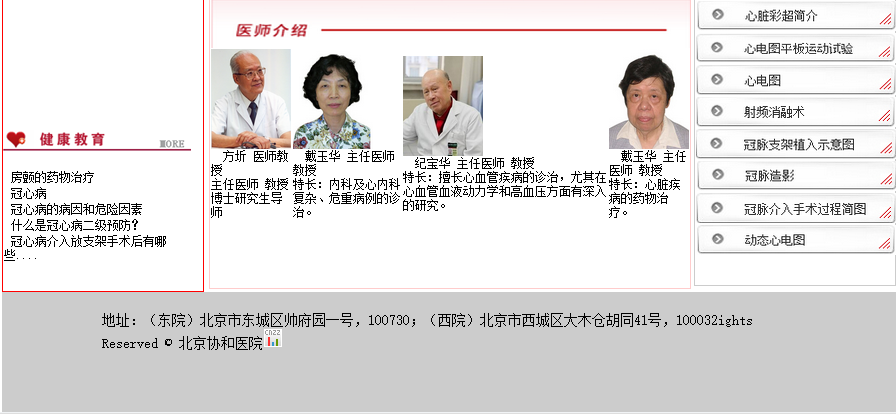 健康教育
MORE
房颤的药物治疗
冠心病
冠心病的病因和危险因素
什么是冠心病二级预防？
冠心病介入放支架手术后有哪
些....
医师介绍
方圻 医师教
授
主任医师 教授
博士研究生导
师
戴玉华 主任医师
教授
特长：内科及心内科
复杂、危重病例的诊
治。
纪宝华 主任医师 教授
特长：擅长心血管疾病的诊治，尤其在
心血管血液动力学和高血压方面有深入
的研究。
戴玉华 主任
医师 教授
特长：心脏疾
病的药物治
疗。
心脏彩超简介
心电图平板运动试验
心电图
射频消融术
冠脉支架植入示意图
冠脉造影
冠脉介入手术过程简图
动态心电图
地址：（东院）北京市东城区帅府园一号，100730；（西院）北京市西城区大木仓胡同41号，100032ights
Reserved © 北京协和医院
CNZZ